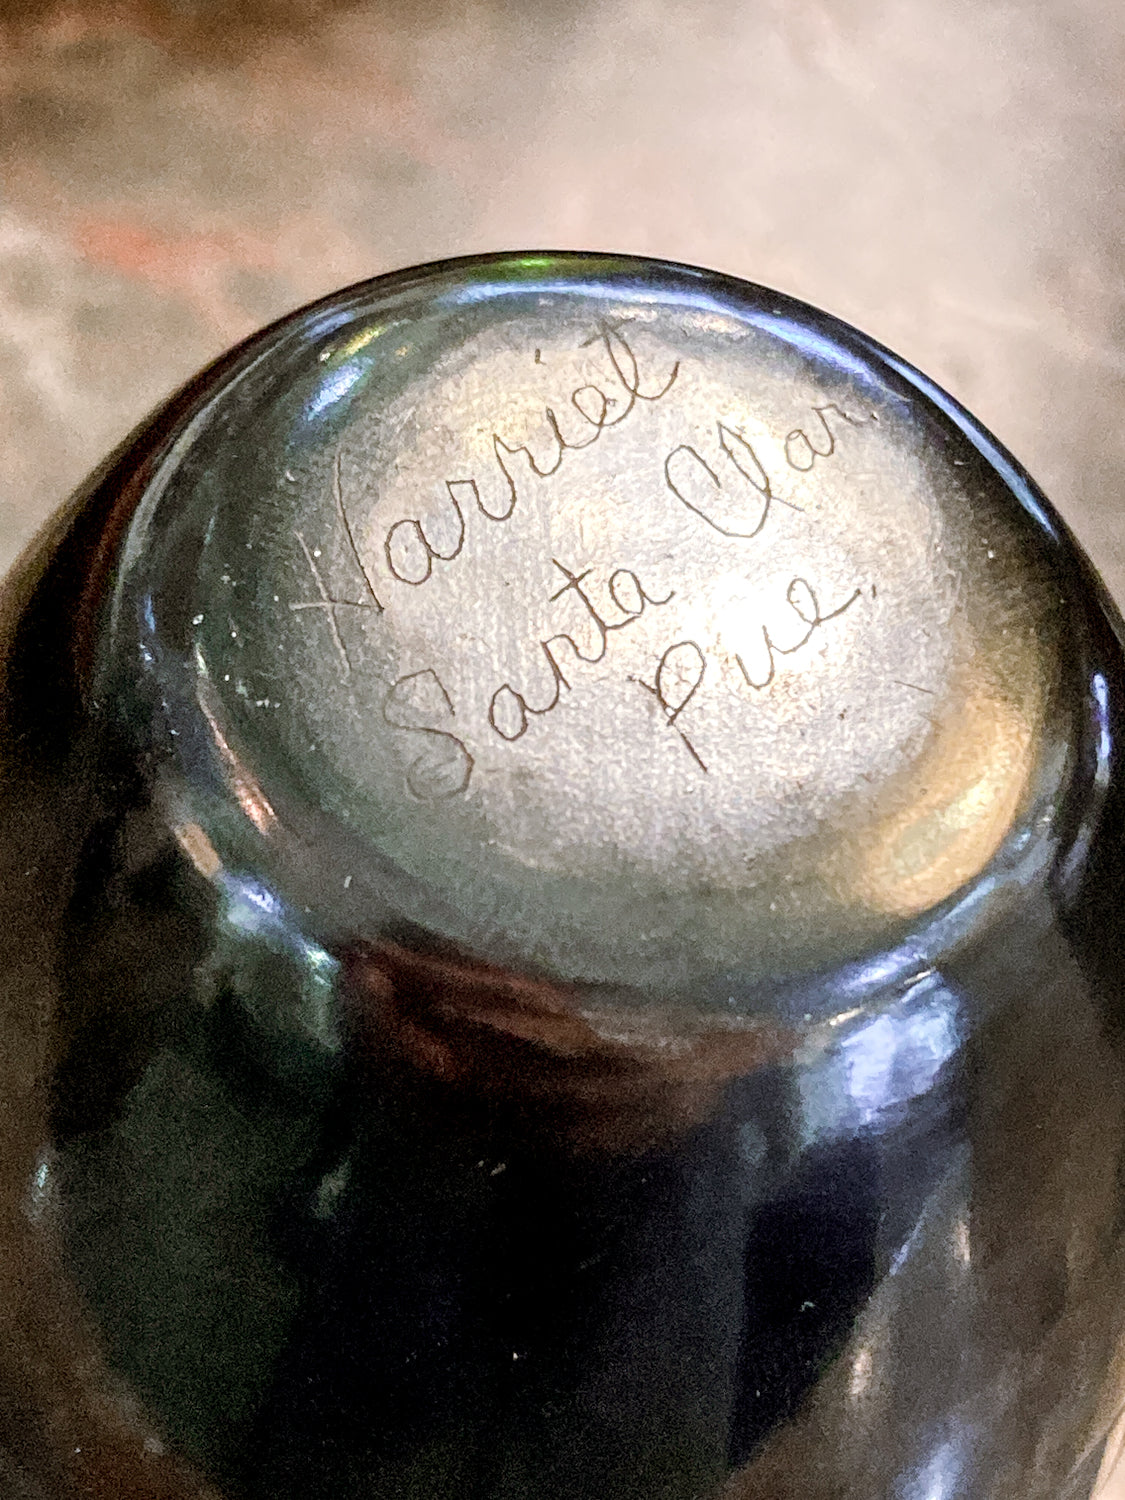 Harriet
Santa Clar.
Pue.